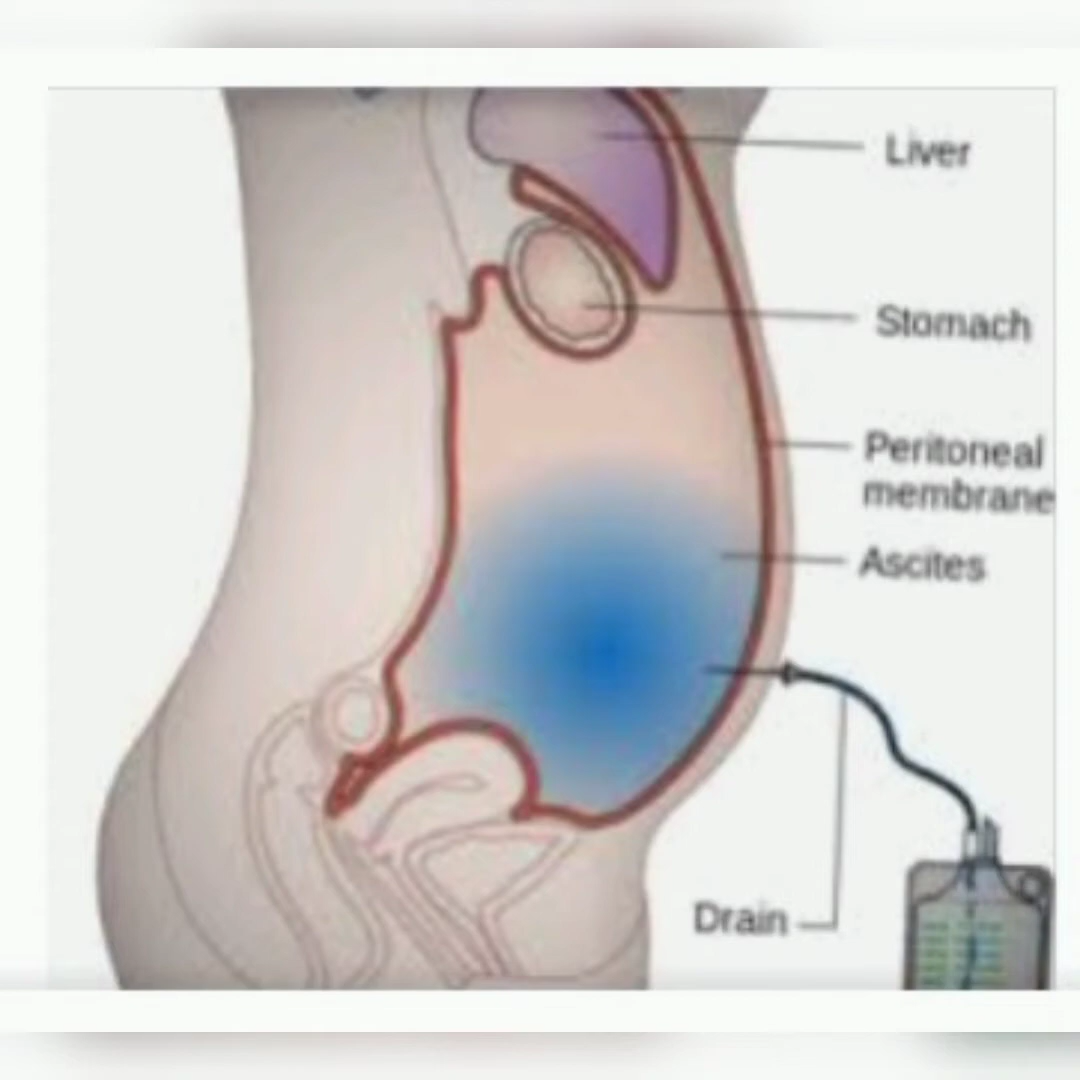 Liver
Stomach
Peritoneal
membrane
Ascites
Drain